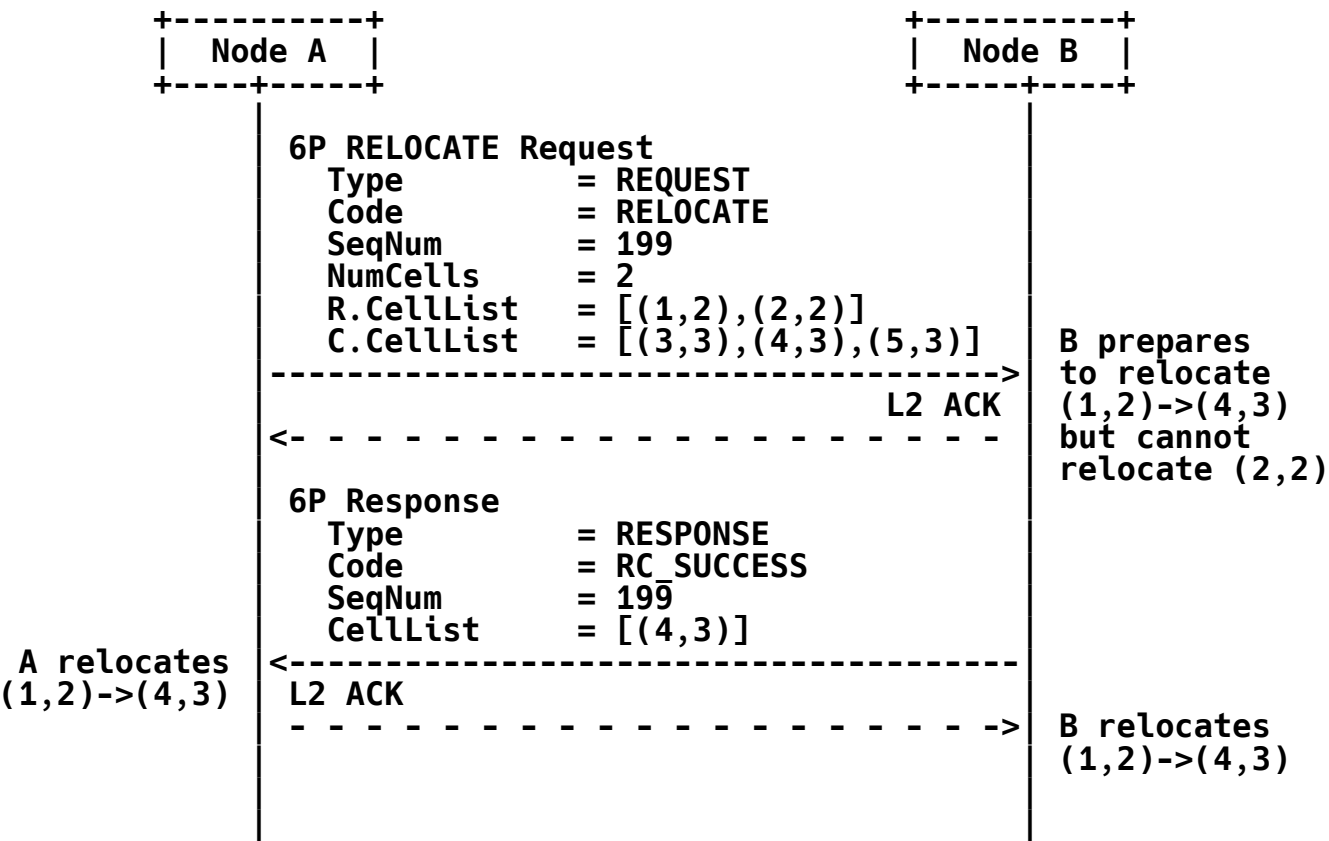 +----------+                           +----------+
|  Node A  |                           |  Node B  |
+----+-----+                           +-----+----+
6P RELOCATE Request
Type         = REQUEST
Code         = RELOCATE
SeqNum       = 199
NumCells     = 2
R.CellList   = [(1,2),(2,2)]
C.CellList   = [(3,3),(4,3),(5,3)]    B prepares
-------------------------------------->  to relocate
L2 ACK   (1,2)->(4,3)
<- - - - - - - - - - - - - - - - - - -   but cannot
relocate (2,2)
6P Response
Type         = RESPONSE
Code         = RC_SUCCESS
SeqNum       = 199
CellList     = [(4,3)]
A relocates  <--------------------------------------
(1,2)->(4,3)   L2 ACK
- - - - - - - - - - - - - - - - - - ->  B relocates
(1,2)->(4,3)